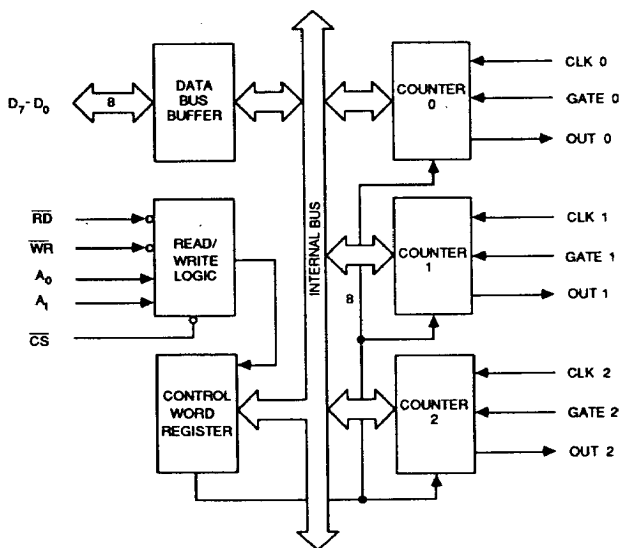 D7-D0
8
DATA
BUS
BUFFER
COUNTER
0
CLK 0
GATE 0
OUT 0
RD
WR
A0
A1
CS
READ/
WRITE
LOGIC
INTERNAL BUS
8
COUNTER
1
CLK 1
GATE 1
OUT 1
CONTROL
WORD
REGISTER
COUNTER
2
CLK 2
GATE 2
OUT 2